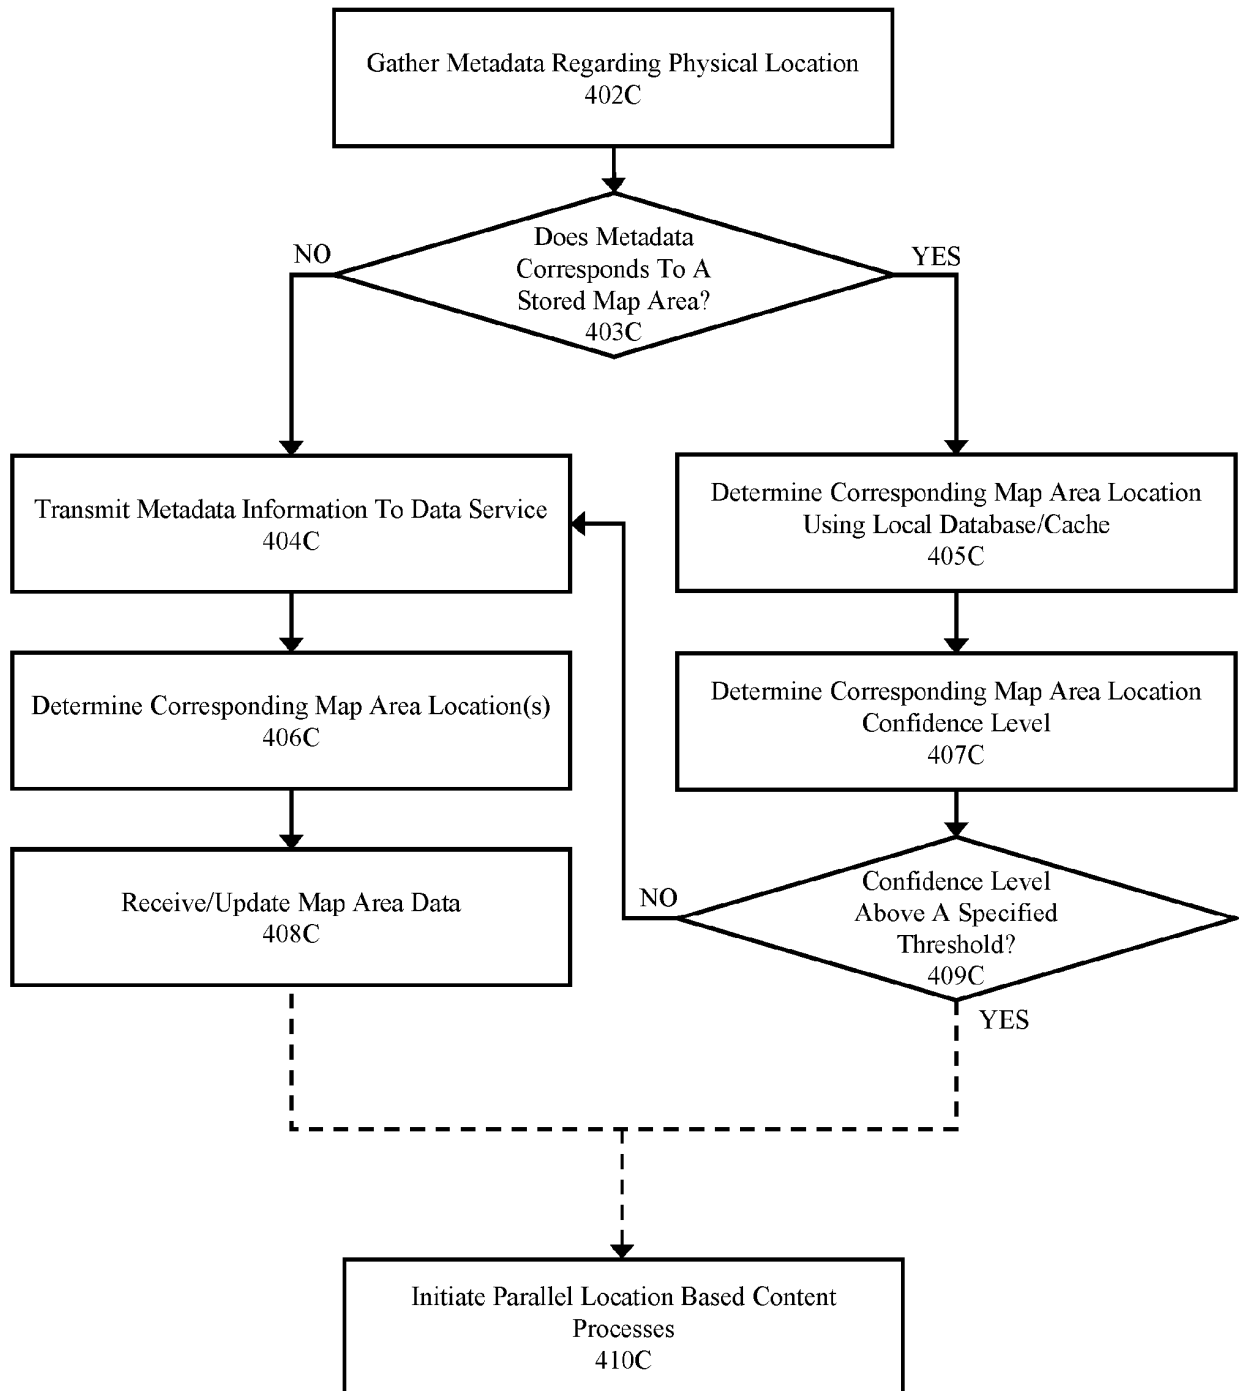 Gather Metadata Regarding Physical Location
402C
Does Metadata
Corresponds To A
Stored Map Area?
403C
NO
YES
Transmit Metadata Information To Data Service
404C
Determine Corresponding Map Area Location
Using Local Database/Cache
405C
Determine Corresponding Map Area Location(s)
406C
Determine Corresponding Map Area Location
Confidence Level
407C
Receive/Update Map Area Data
408C
NO
Confidence Level
Above A Specified
Threshold?
409C
YES
Initiate Parallel Location Based Content
Processes
410C